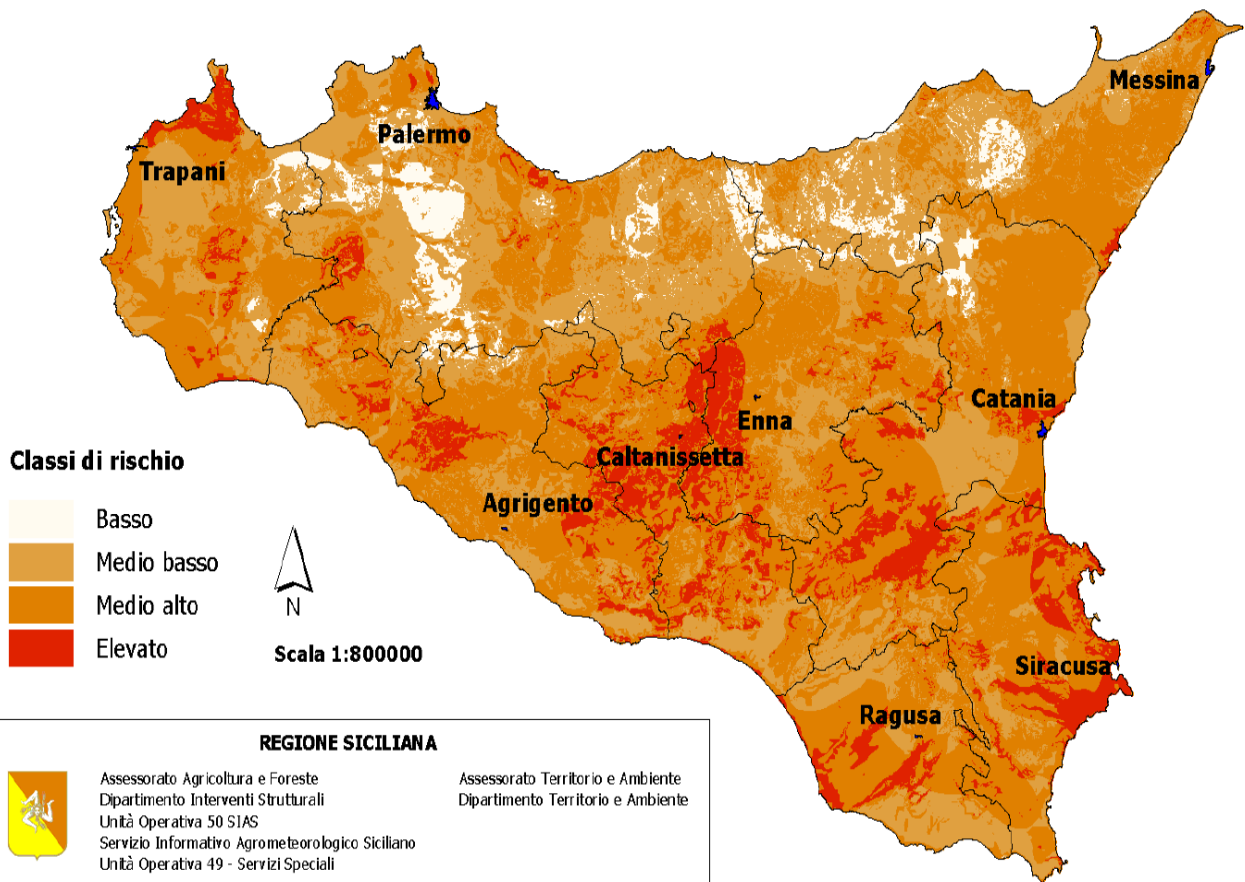 Messina
Palermo
Trapani
Catania
Enna
Caltanissetta
Agrigento
Siracusa
Ragusa
Classi di rischio
Basso
Medio basso
Medio alto
Elevato
N
Scala 1:800000
REGIONE SICILIANA
Assessorato Agricoltura e Foreste
Dipartimento Interventi Strutturali
Unità Operativa 50 SIAS
Servizio Informativo Agrometeorologico Siciliano
Unità Operativa 49 - Servizi Speciali
Assessorato Territorio e Ambiente
Dipartimento Territorio e Ambiente